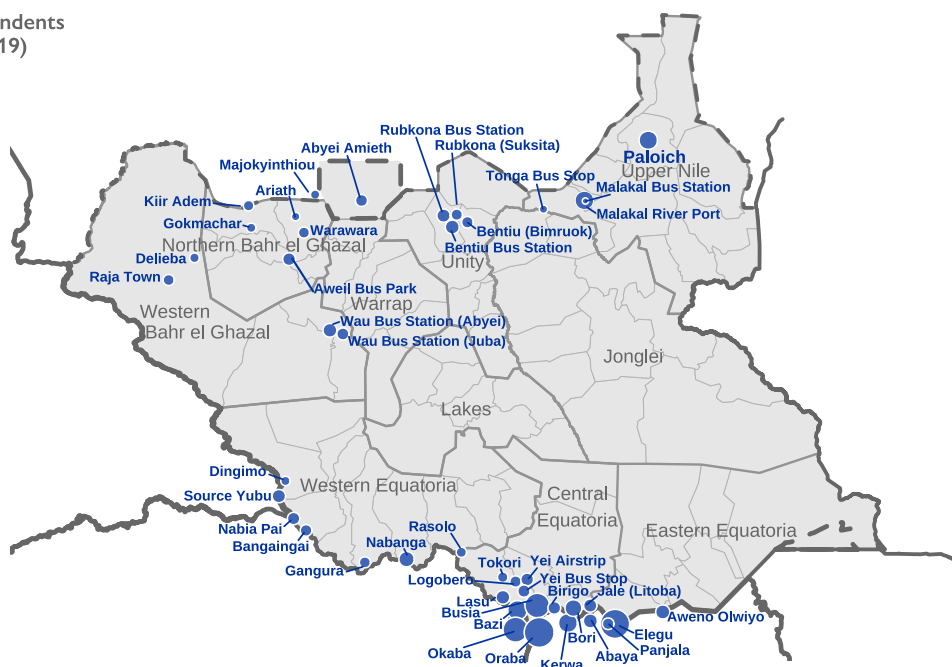 ndents
19)
Rubkona Bus Station
Rubkona (Suksita)
Abyei Amieth
Majokyinthiou
Paloich
Upper Nile
Tonga Bus Stop
Malakal Bus Station
Ariath
Kiir Adem
Malakal River Port
Gokmachar
Warawara
Bentiu (Bimruok)
Northern Bahr el Ghazal
Bentiu Bus Station
Delieba
Unity
Raja Town
Aweil Bus Park
Warrap
Western
Bahr el Ghazal
Wau Bus Station (Abyei)
Wau Bus Station (Juba)
Jonglei
Lakes
Dingimo
Western Equatoria
Source Yubu
Central
Equatoria
Nabia Pai
Rasolo
Eastern Equatoria
Bangaingai
Nabanga
Gangura
Tokori
Yei Airstrip
Logobero
Yei Bus Stop
Lasu
Birigo
Jale (Litoba)
Busia
Aweno Olwiyo
Bazi
Elegu
Bori
Panjala
Okaba
Oraba
Abaya
Kerwa